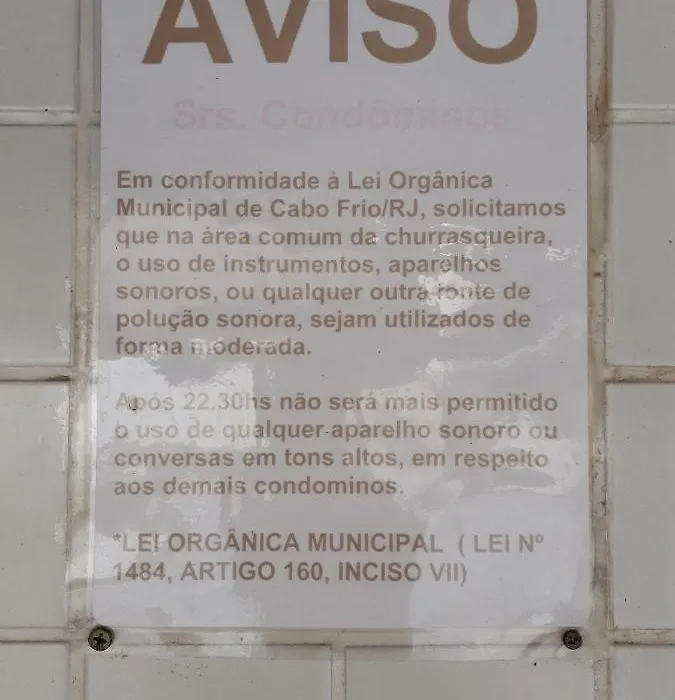 AVISO
Srs. Condôminos
Em conformidade à Lei Orgânica
Municipal de Cabo Frio/RJ, solicitamos
que na área comum da churrasqueira,
o uso de instrumentos, aparelhos
sonoros, ou qualquer outra fonte de
polução sonora, sejam utilizados de
forma moderada.
Após 22,30hs não será mais permitido
o uso de qualquer aparelho sonoro ou
conversas em tons altos, em respeito
aos demais condominos.
*LEI ORGÂNICA MUNICIPAL ( LEI Nº
1484, ARTIGO 160, INCISO VII)